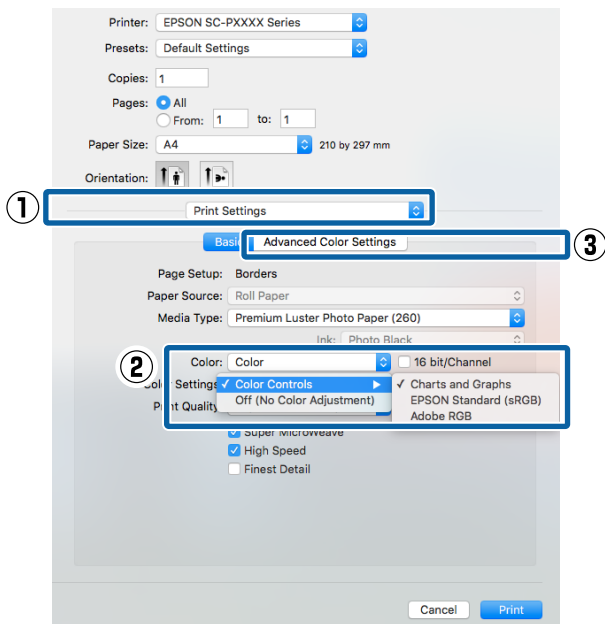 Printer: EPSON SC-PXXXX Series
Presets: Default Settings
Copies: 1
Pages: All
From: 1 to: 1
Paper Size: A4 210 by 297 mm
Orientation:
1
Print Settings
Advanced Color Settings
3
Page Setup: Borders
Paper Source: Roll Paper
Media Type: Premium Luster Photo Paper (260)
Ink: Photo Black
2
Color: Color 16 bit/Channel
Settings ✓ Color Controls ▶ ✓ Charts and Graphs
Off (No Color Adjustment) EPSON Standard (sRGB)
Print Quality Adobe RGB
Super MicroWeave
High Speed
Finest Detail
Cancel Print